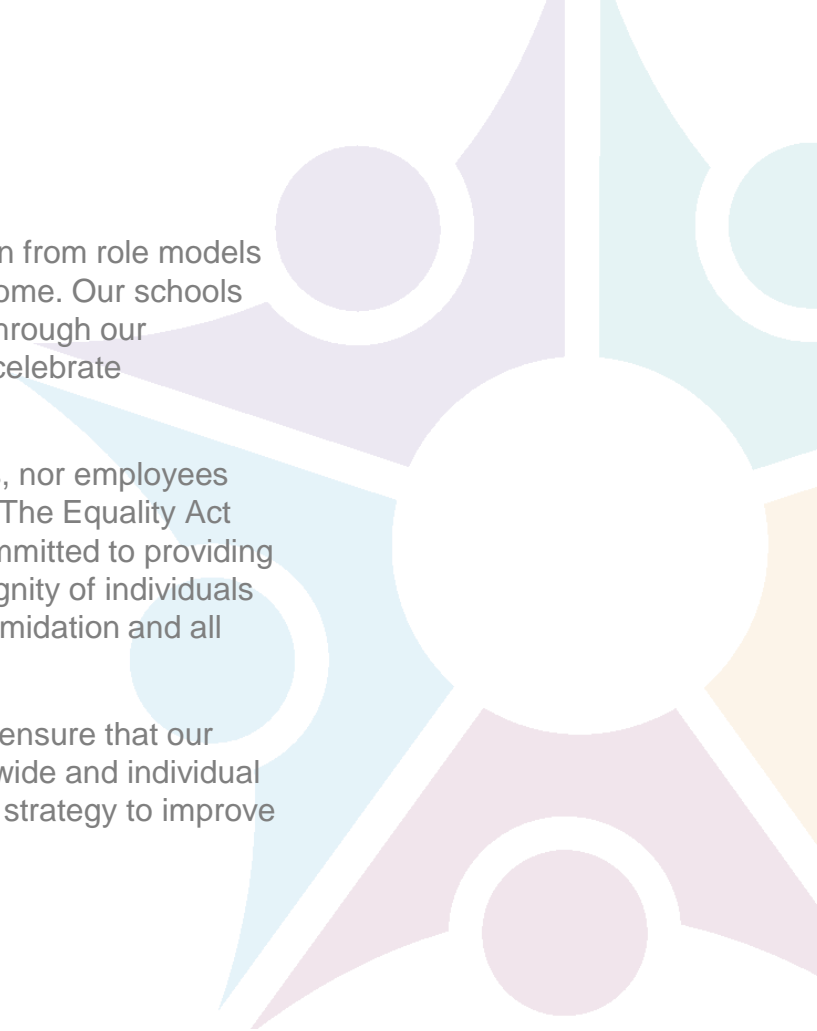 from role models
ome. Our schools
hrough our
celebrate
, nor employees
The Equality Act
mmitted to providing
gnity of individuals
midation and all
ensure that our
wide and individual
strategy to improve